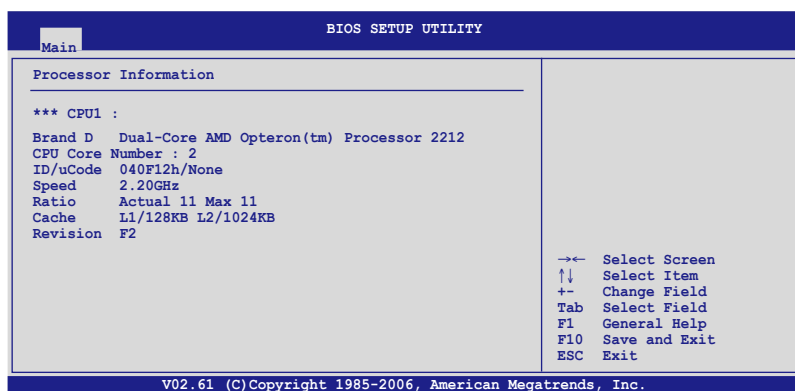 BIOS SETUP UTILITY
Main
Processor Information
*** CPU1 :
Brand D Dual-Core AMD Opteron(tm) Processor 2212
CPU Core Number : 2
ID/uCode 040F12h/None
Speed 2.20GHz
Ratio Actual 11 Max 11
Cache L1/128KB L2/1024KB
Revision F2
→← Select Screen
↑↓ Select Item
+- Change Field
Tab Select Field
F1 General Help
F10 Save and Exit
ESC Exit
V02.61 (C)Copyright 1985-2006, American Megatrends, Inc.